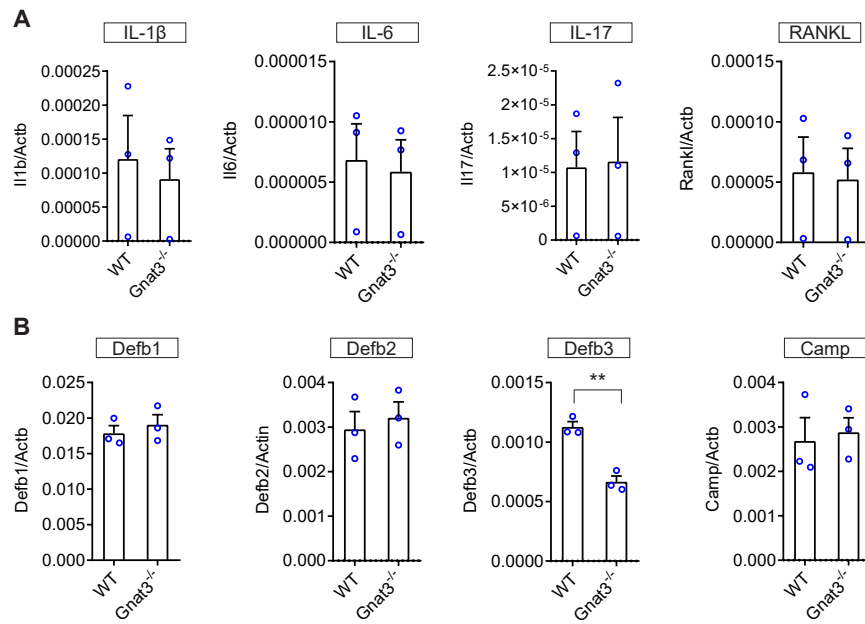 A
IL-1β
Il1b/Actb
0.00025
0.00020
0.00015
0.00010
0.00005
0.00000
WT
Gnat3-/-
IL-6
Il6/Actb
0.000015
0.000010
0.000005
0.000000
WT
Gnat3-/-
IL-17
Il17/Actb
2.5×10-5
2×10-5
1.5×10-5
1×10-5
5×10-6
0
WT
Gnat3-/-
RANKL
Rankl/Actb
0.00015
0.00010
0.00005
0.00000
WT
Gnat3-/-
B
Defb1
Defb1/Actb
0.025
0.020
0.015
0.010
0.005
0.000
WT
Gnat3-/-
Defb2
Defb2/Actin
0.004
0.003
0.002
0.001
0.000
WT
Gnat3-/-
Defb3
Defb3/Actb
0.0015
0.0010
0.0005
0.0000
**
WT
Gnat3-/-
Camp
Camp/Actb
0.004
0.003
0.002
0.001
0.000
WT
Gnat3-/-